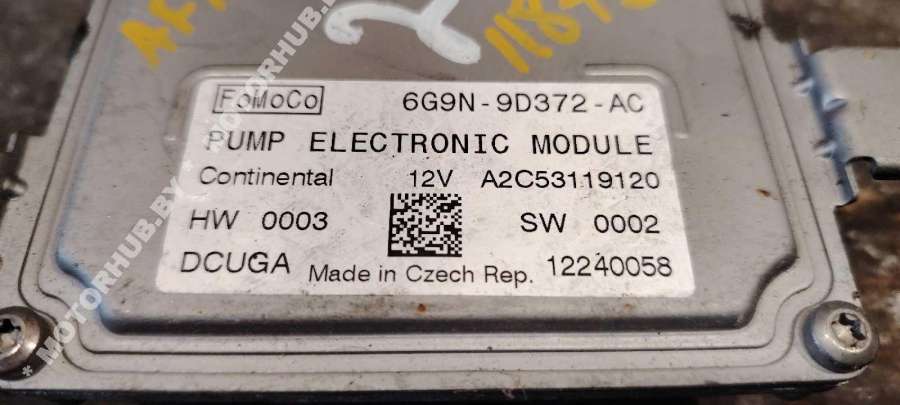 FoMoCo 6G9N-9D372-AC
PUMP ELECTRONIC MODULE
Continental 12V A2C53119120
HW 0003 SW 0002
DCUGA Made in Czech Rep. 12240058
MOTORHUB.BY